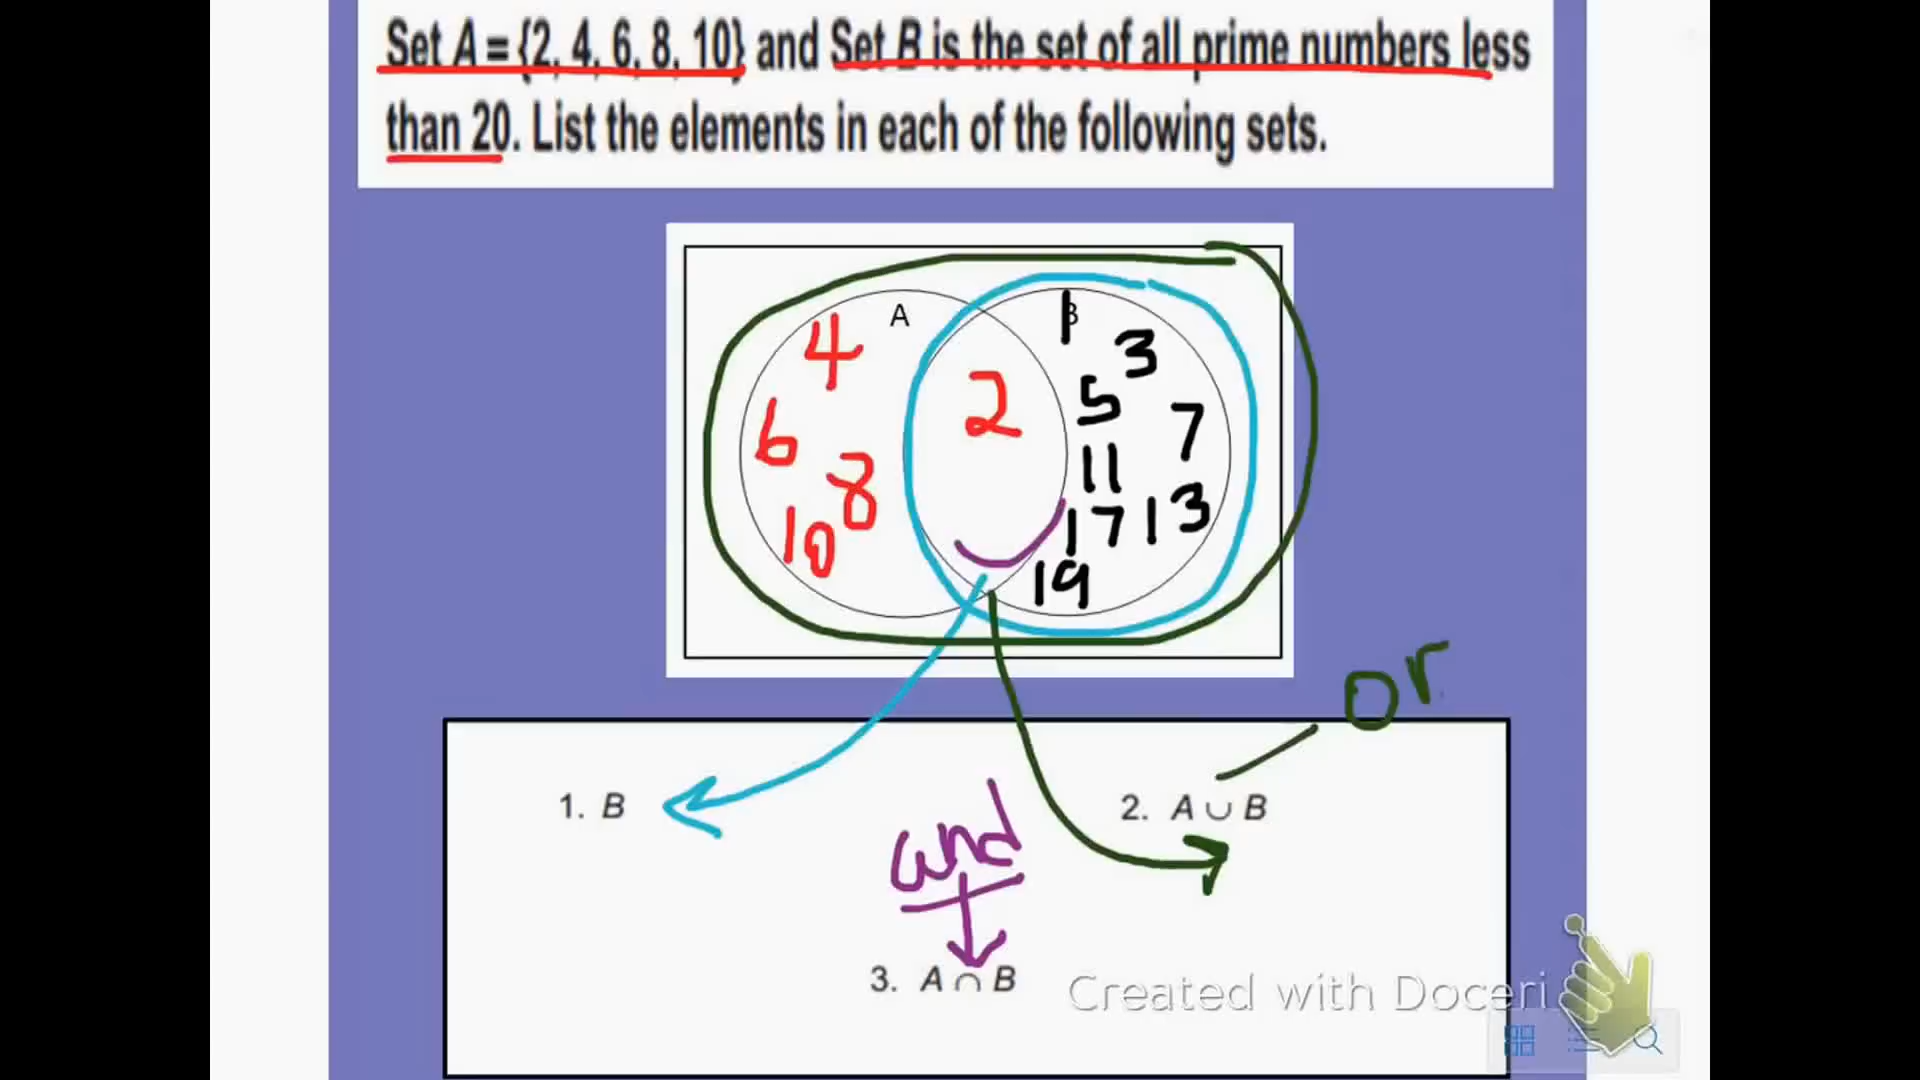 Set A = {2, 4, 6, 8, 10} and Set B is the set of all prime numbers less
than 20. List the elements in each of the following sets.
A
B
1
4
3
2
5
7
6
11
8
17
13
10
19
or
1. B
2. A ∪ B
and
3. A ∩ B
Created with Doceri